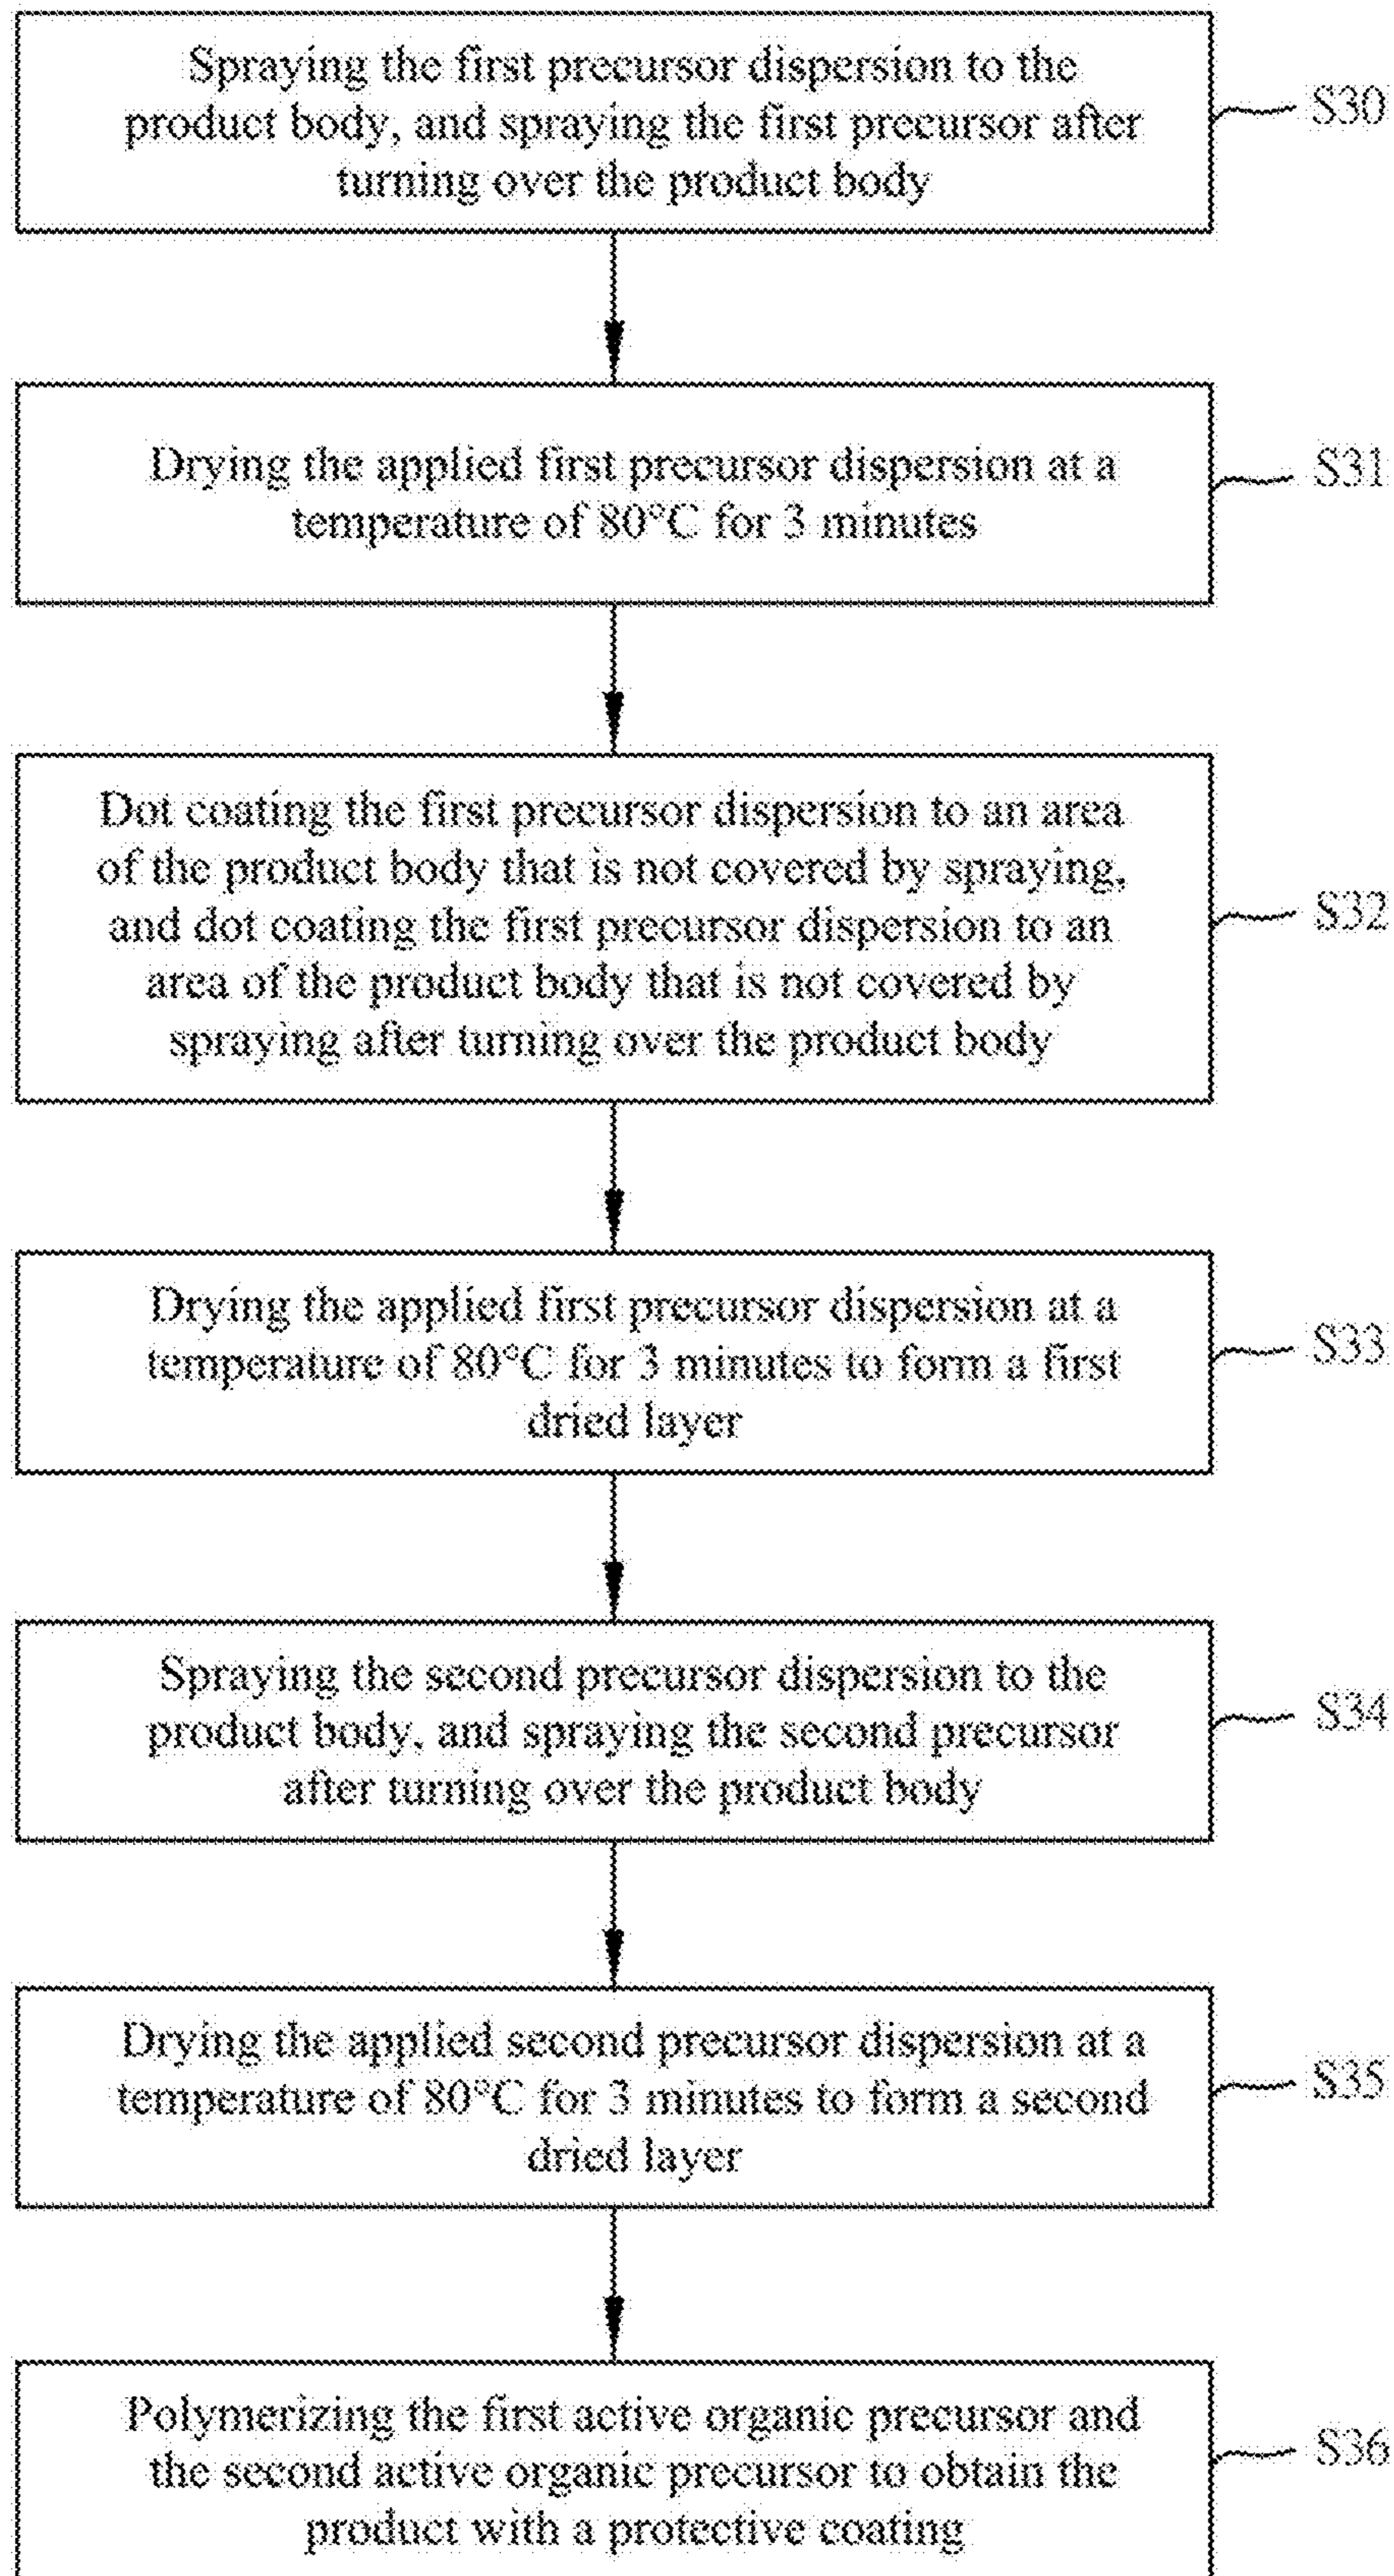 Spraying the first precursor dispersion to the
product body, and spraying the first precursor after
turning over the product body
S30
Drying the applied first precursor dispersion at a
temperature of 80°C for 3 minutes
S31
Dot coating the first precursor dispersion to an area
of the product body that is not covered by spraying,
and dot coating the first precursor dispersion to an
area of the product body that is not covered by
spraying after turning over the product body
S32
Drying the applied first precursor dispersion at a
temperature of 80°C for 3 minutes to form a first
dried layer
S33
Spraying the second precursor dispersion to the
product body, and spraying the second precursor
after turning over the product body
S34
Drying the applied second precursor dispersion at a
temperature of 80°C for 3 minutes to form a second
dried layer
S35
Polymerizing the first active organic precursor and
the second active organic precursor to obtain the
product with a protective coating
S36